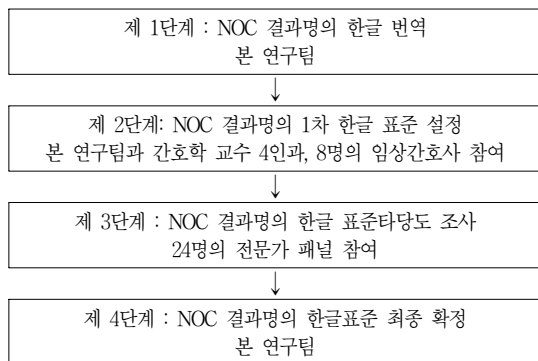 제 1단계 : NOC 결과명의 한글 번역
본 연구팀
제 2단계: NOC 결과명의 1차 한글 표준 설정
본 연구팀과 간호학 교수 4인과, 8명의 임상간호사 참여
제 3단계 : NOC 결과명의 한글 표준타당도 조사
24명의 전문가 패널 참여
제 4단계 : NOC 결과명의 한글표준 최종 확정
본 연구팀